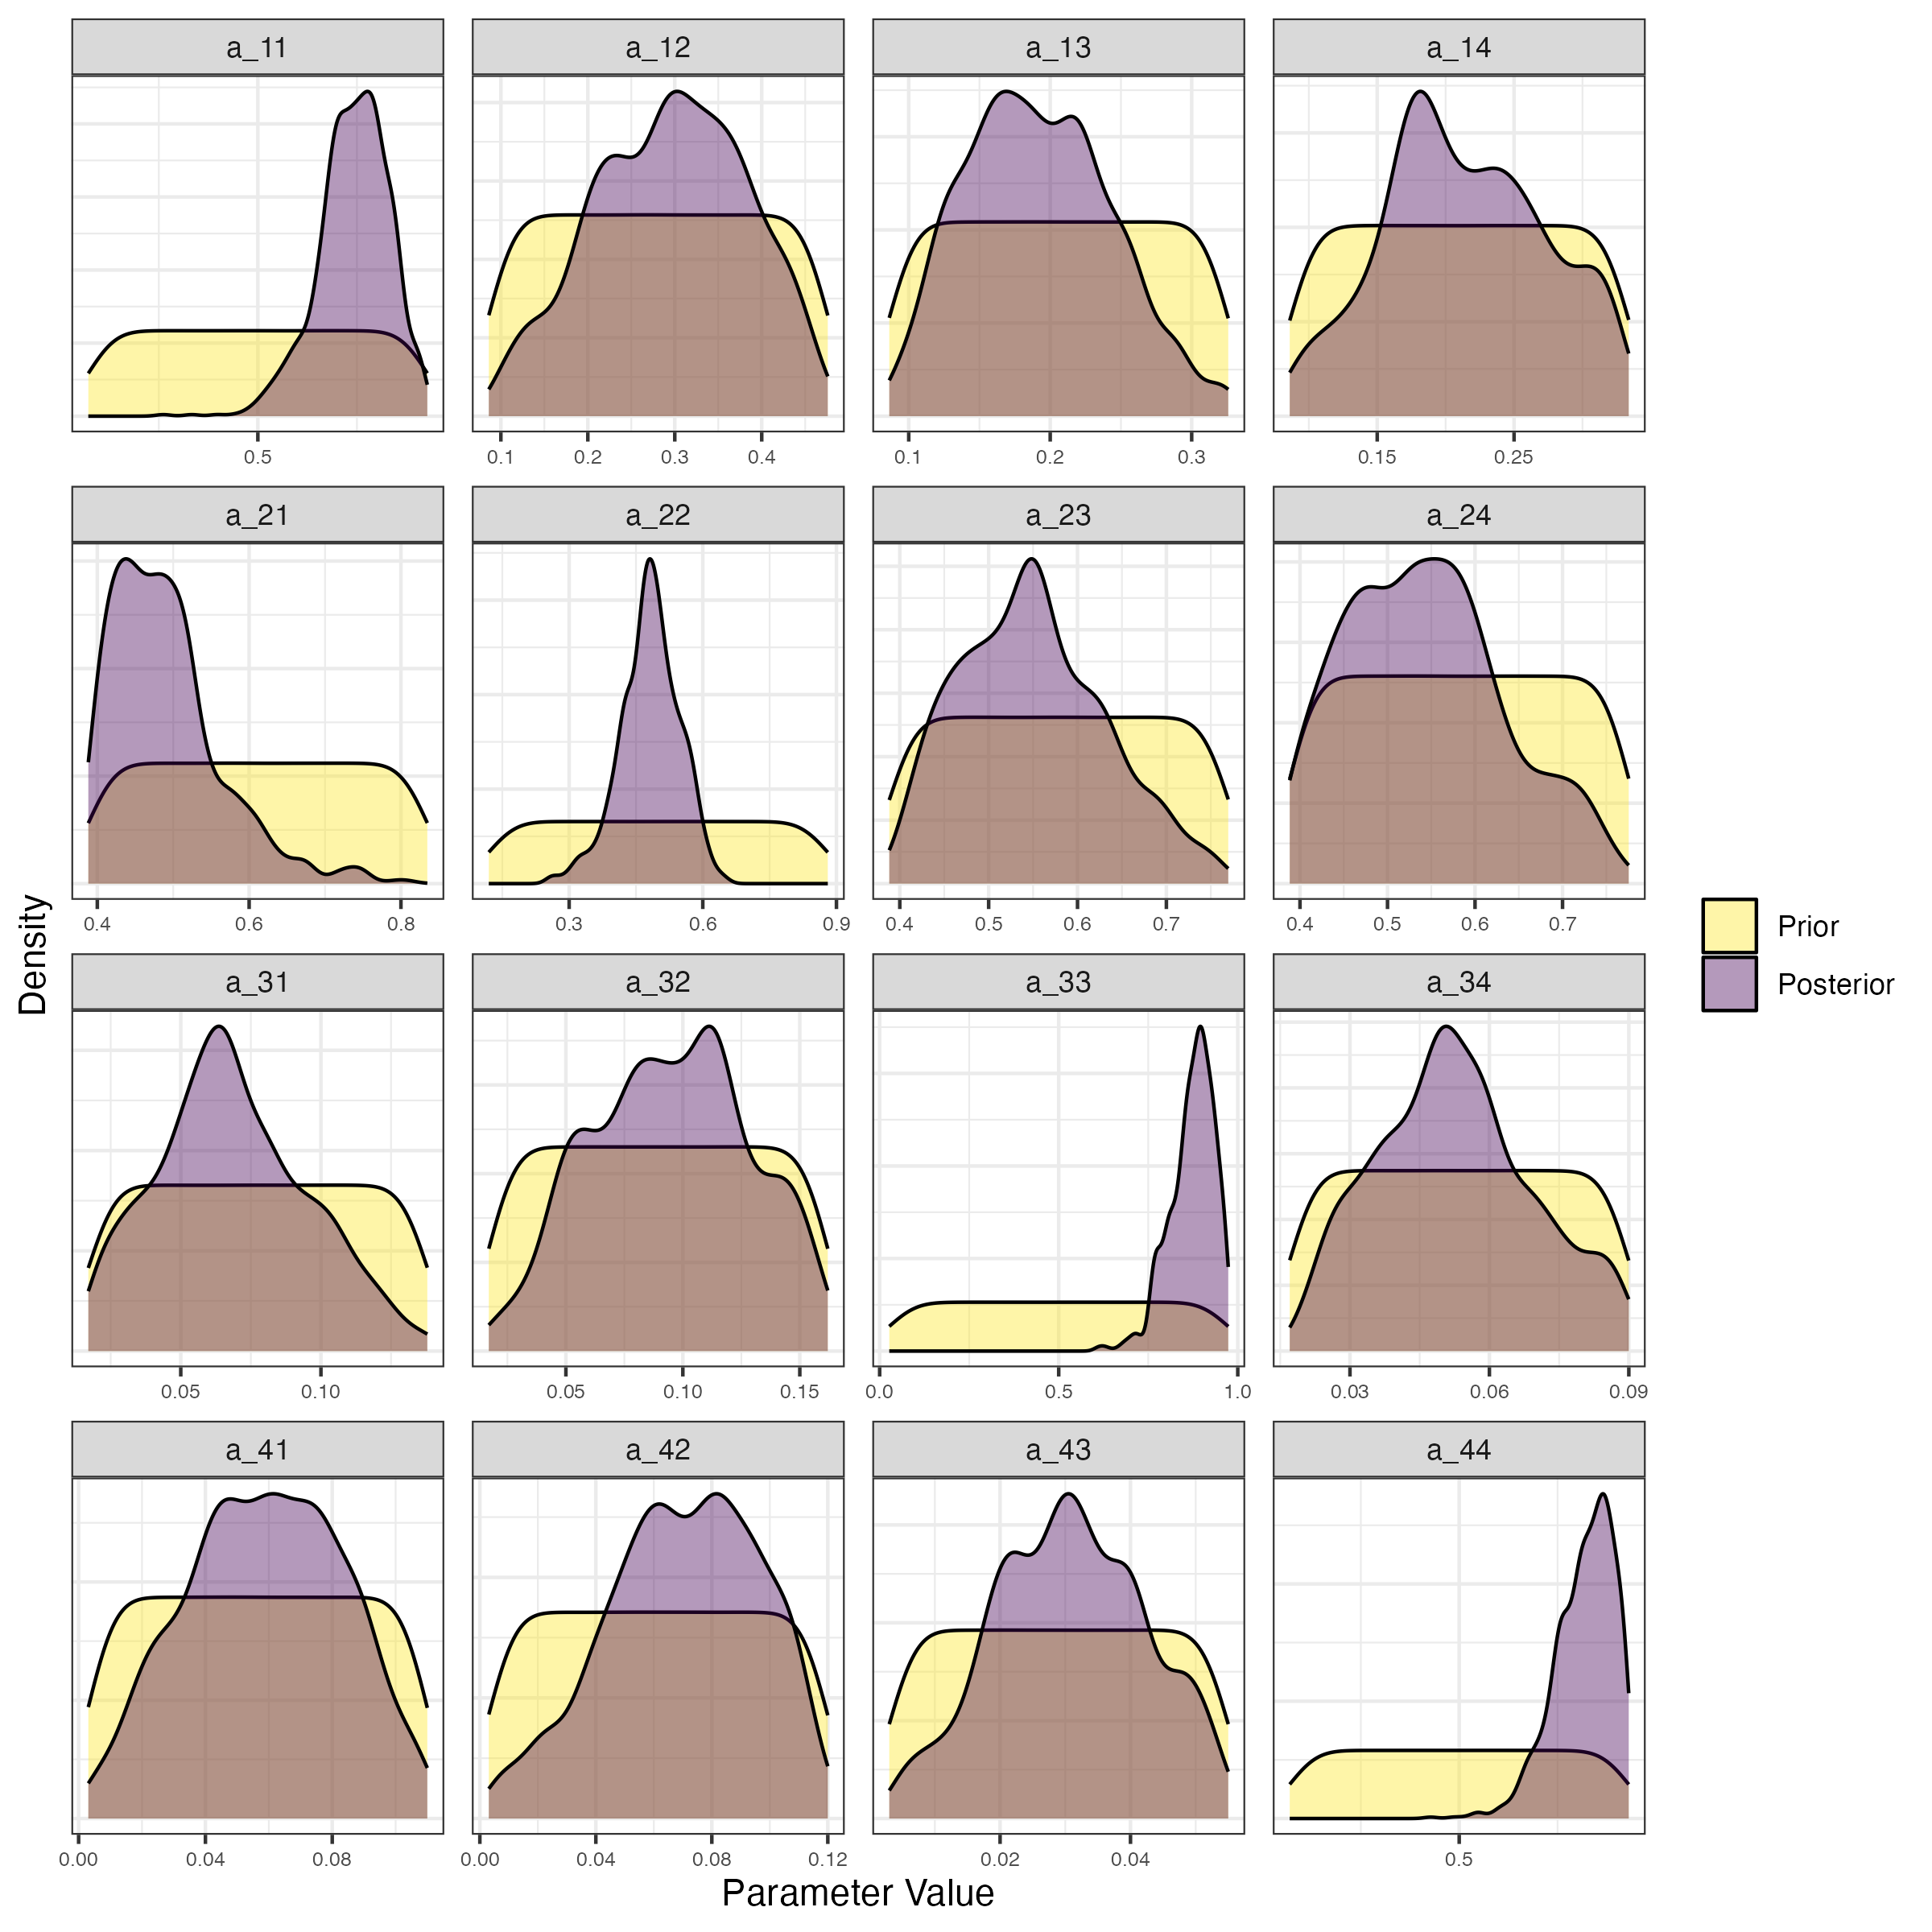 a_11 a_12 a_13 a_14
0.5 0.1 0.2 0.3 0.4 0.1 0.2 0.3 0.15 0.25
a_21 a_22 a_23 a_24
0.4 0.6 0.8 0.3 0.6 0.9 0.4 0.5 0.6 0.7 0.4 0.5 0.6 0.7
Density
Prior
Posterior
a_31 a_32 a_33 a_34
0.05 0.10 0.05 0.10 0.15 0.0 0.5 1.0 0.03 0.06 0.09
a_41 a_42 a_43 a_44
0.00 0.04 0.08 0.00 0.04 0.08 0.12 0.02 0.04 0.5
Parameter Value